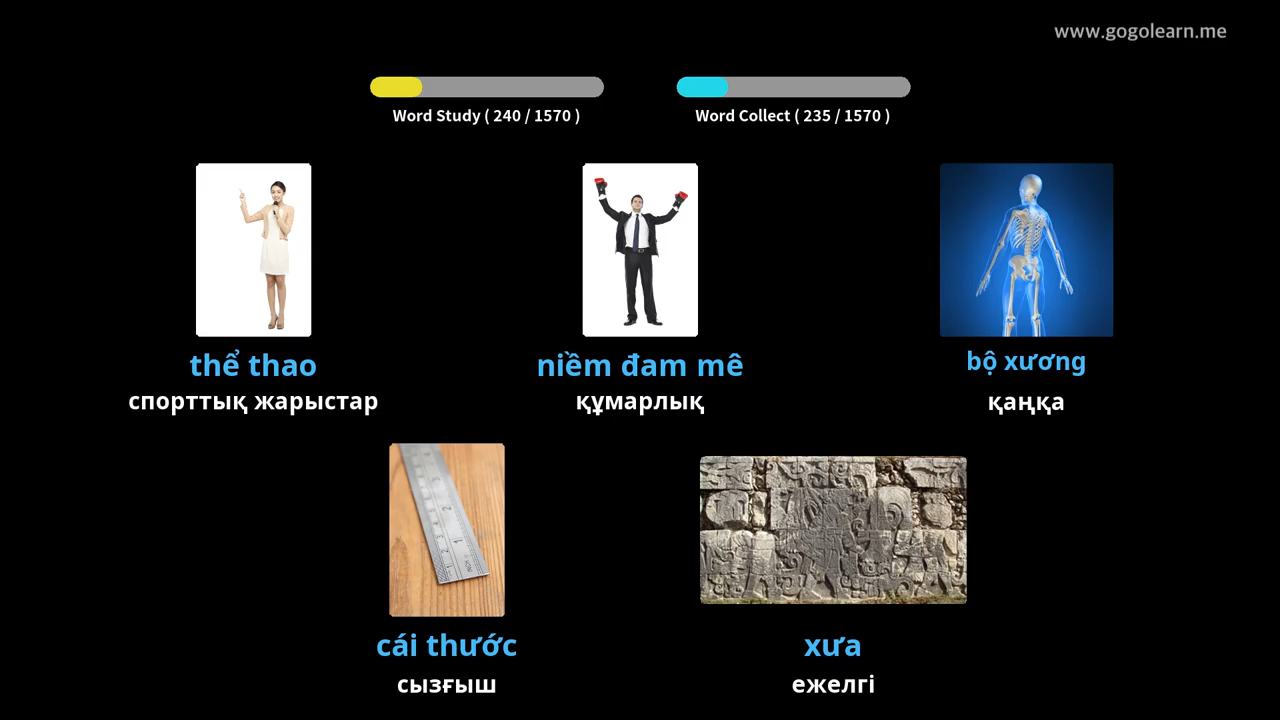 www.gogolearn.me
Word Study ( 240 / 1570 )
Word Collect ( 235 / 1570 )
thể thao
спорттық жарыстар
niềm đam mê
құмарлық
bộ xương
қаңқа
cái thước
сызғыш
xưa
ежелгі